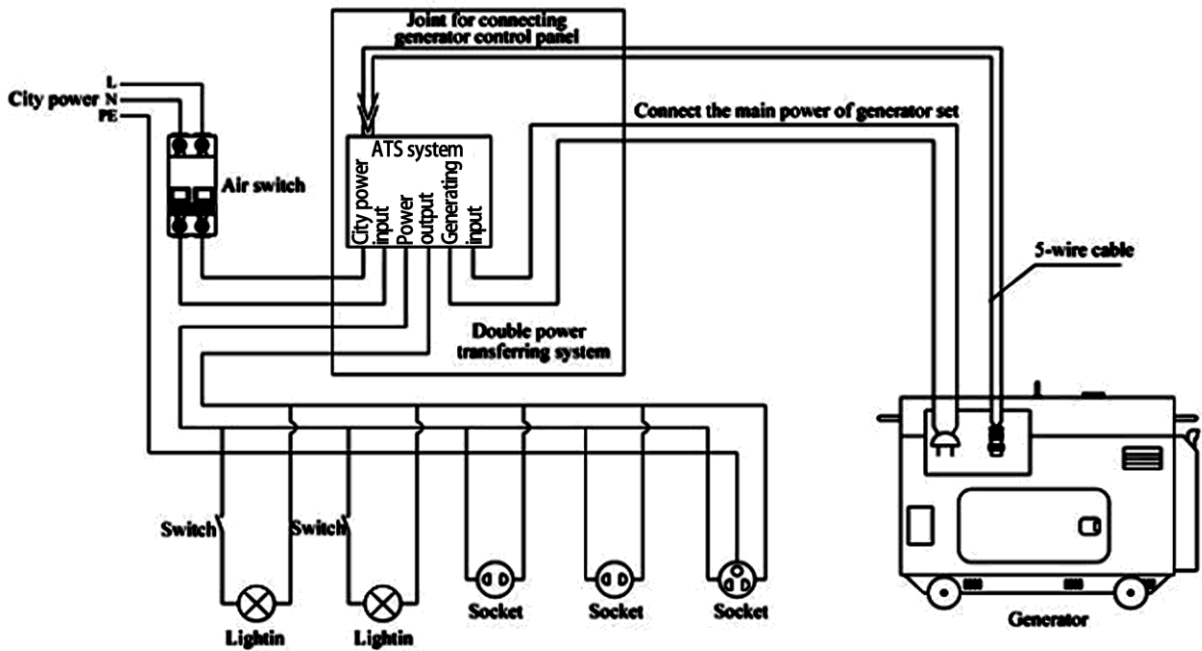 Joint for connecting
generator control panel
L
City power N
PE
Connect the main power of generator set
ATS system
City power
input
Power
output
Generating
input
Air switch
5-wire cable
Double power
transferring system
Switch
Switch
Socket
Socket
Socket
Lightin
Lightin
Generator